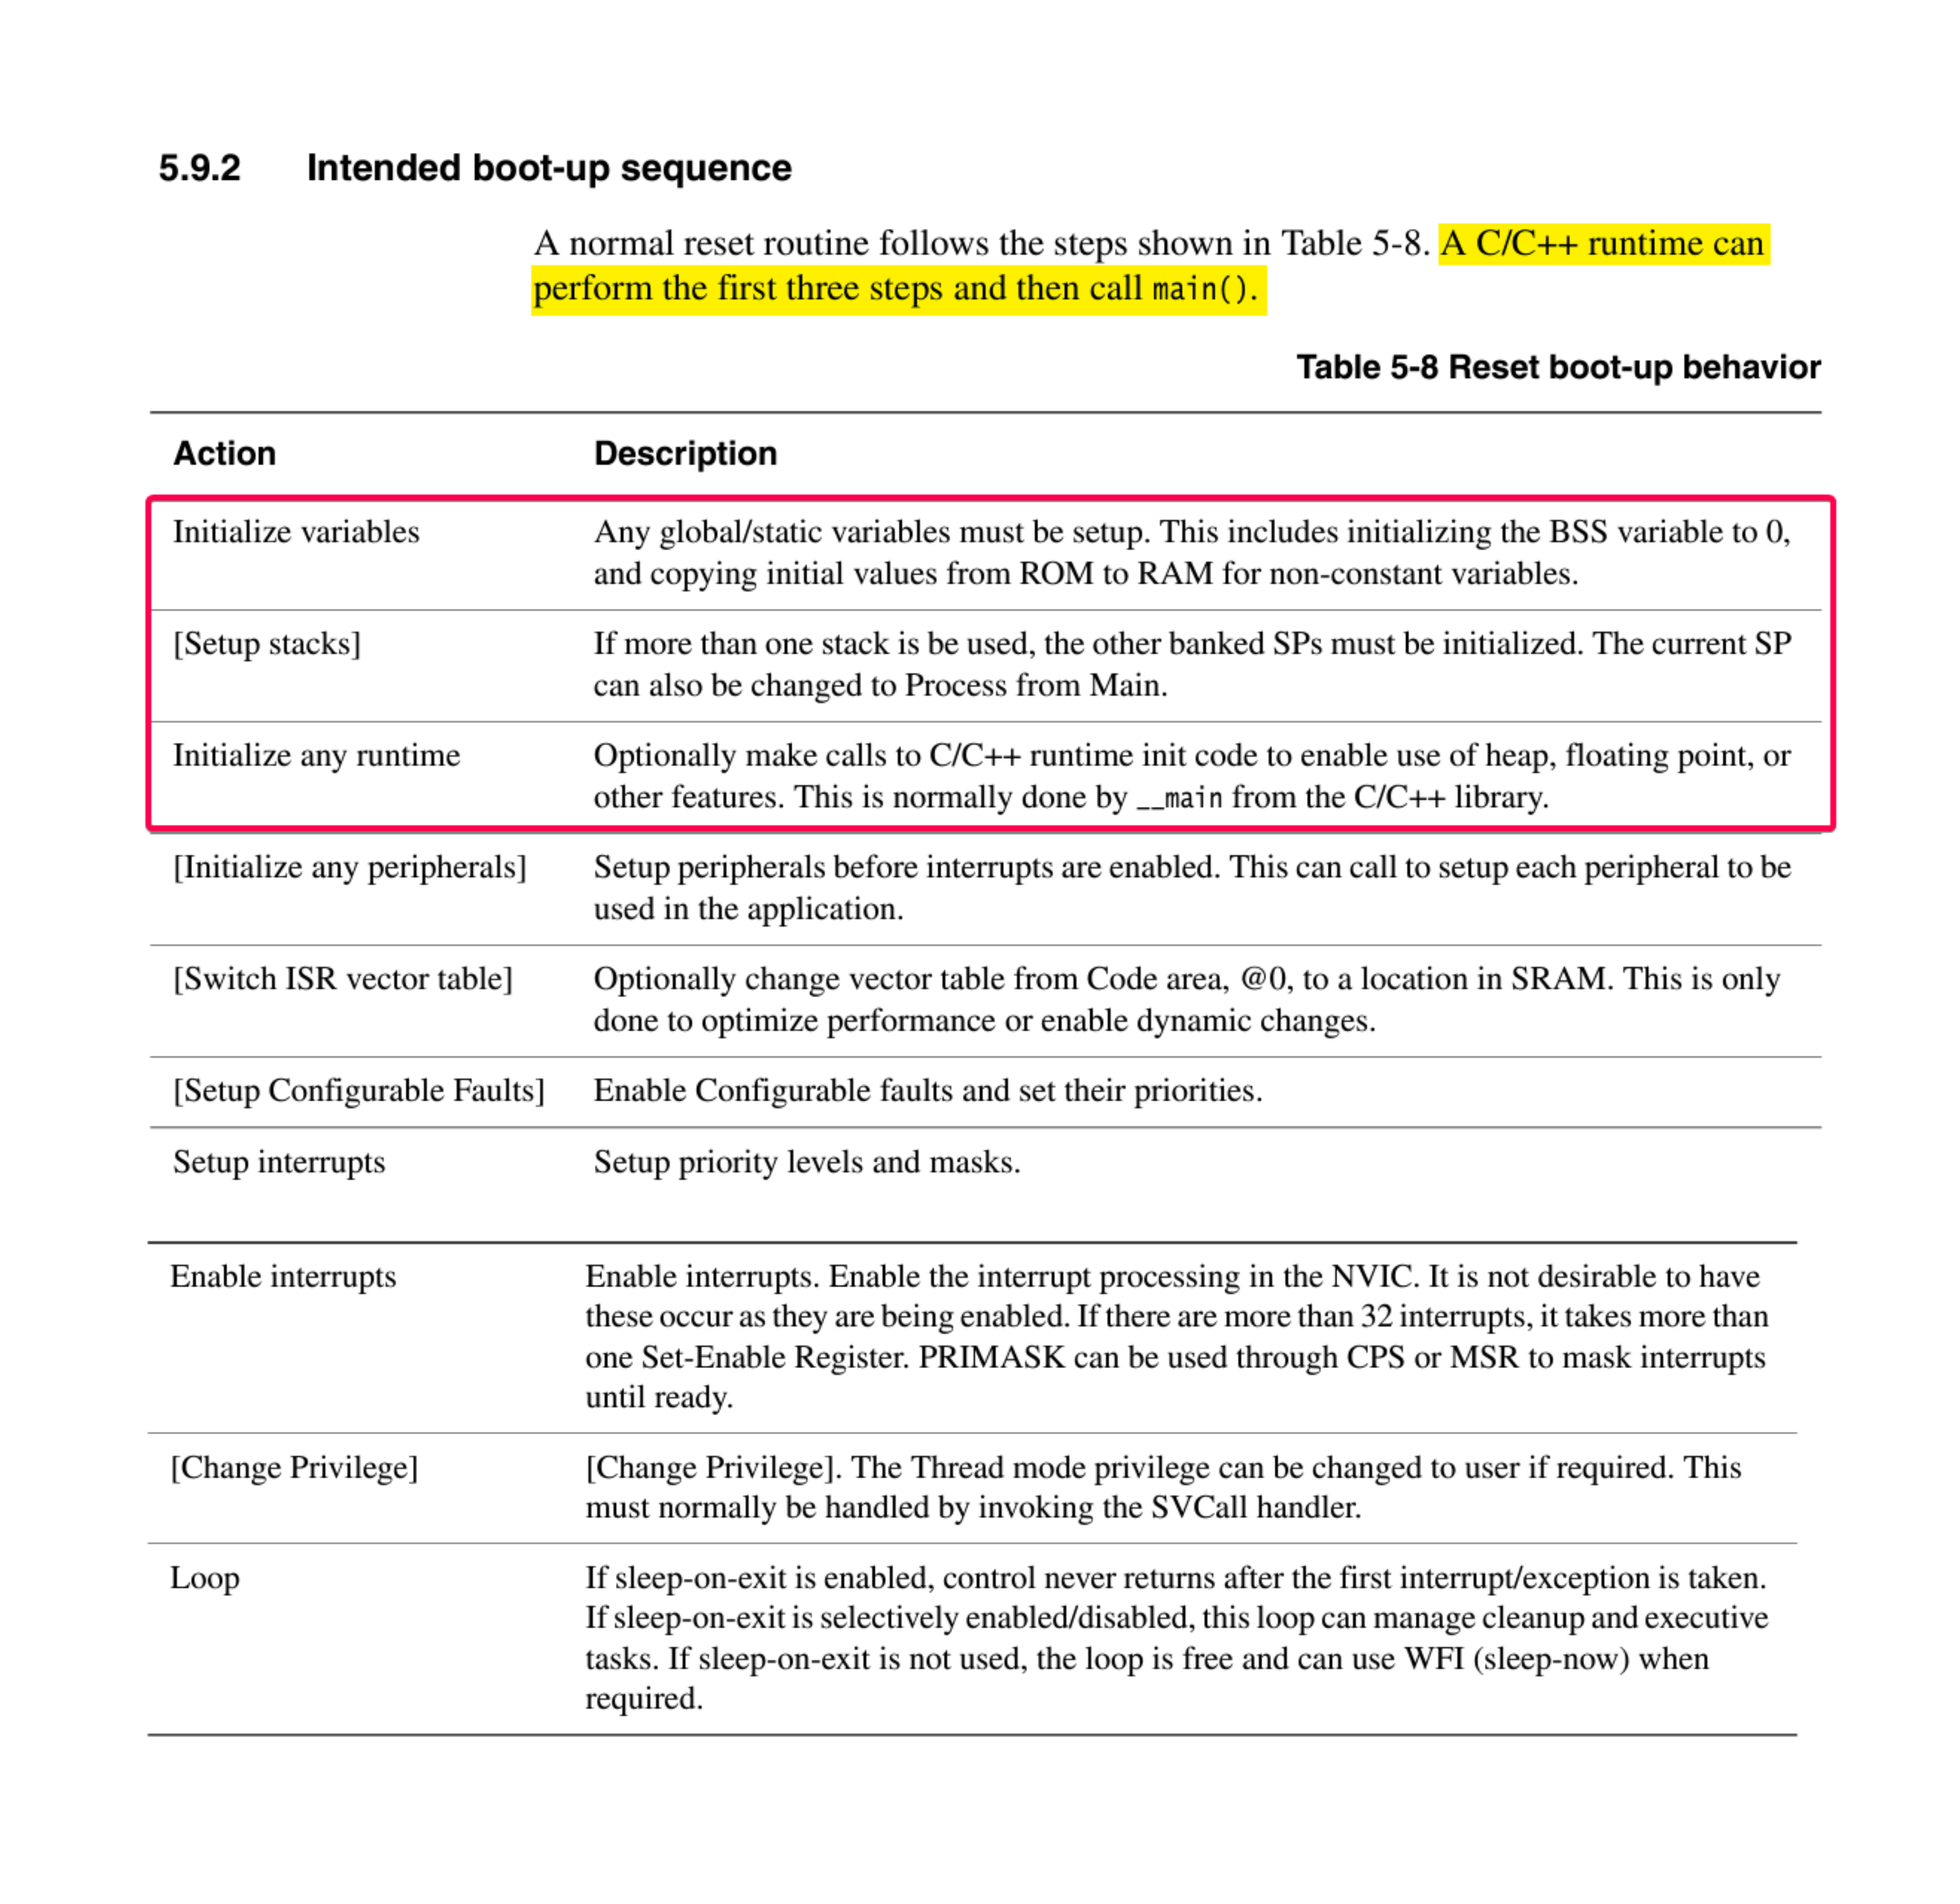 5.9.2 Intended boot-up sequence
A normal reset routine follows the steps shown in Table 5-8. A C/C++ runtime can
perform the first three steps and then call main().
Table 5-8 Reset boot-up behavior
Action Description
Initialize variables Any global/static variables must be setup. This includes initializing the BSS variable to 0,
and copying initial values from ROM to RAM for non-constant variables.
[Setup stacks] If more than one stack is be used, the other banked SPs must be initialized. The current SP
can also be changed to Process from Main.
Initialize any runtime Optionally make calls to C/C++ runtime init code to enable use of heap, floating point, or
other features. This is normally done by __main from the C/C++ library.
[Initialize any peripherals] Setup peripherals before interrupts are enabled. This can call to setup each peripheral to be
used in the application.
[Switch ISR vector table] Optionally change vector table from Code area, @0, to a location in SRAM. This is only
done to optimize performance or enable dynamic changes.
[Setup Configurable Faults] Enable Configurable faults and set their priorities.
Setup interrupts Setup priority levels and masks.
Enable interrupts Enable interrupts. Enable the interrupt processing in the NVIC. It is not desirable to have
these occur as they are being enabled. If there are more than 32 interrupts, it takes more than
one Set-Enable Register. PRIMASK can be used through CPS or MSR to mask interrupts
until ready.
[Change Privilege] [Change Privilege]. The Thread mode privilege can be changed to user if required. This
must normally be handled by invoking the SVCall handler.
Loop If sleep-on-exit is enabled, control never returns after the first interrupt/exception is taken.
If sleep-on-exit is selectively enabled/disabled, this loop can manage cleanup and executive
tasks. If sleep-on-exit is not used, the loop is free and can use WFI (sleep-now) when
required.